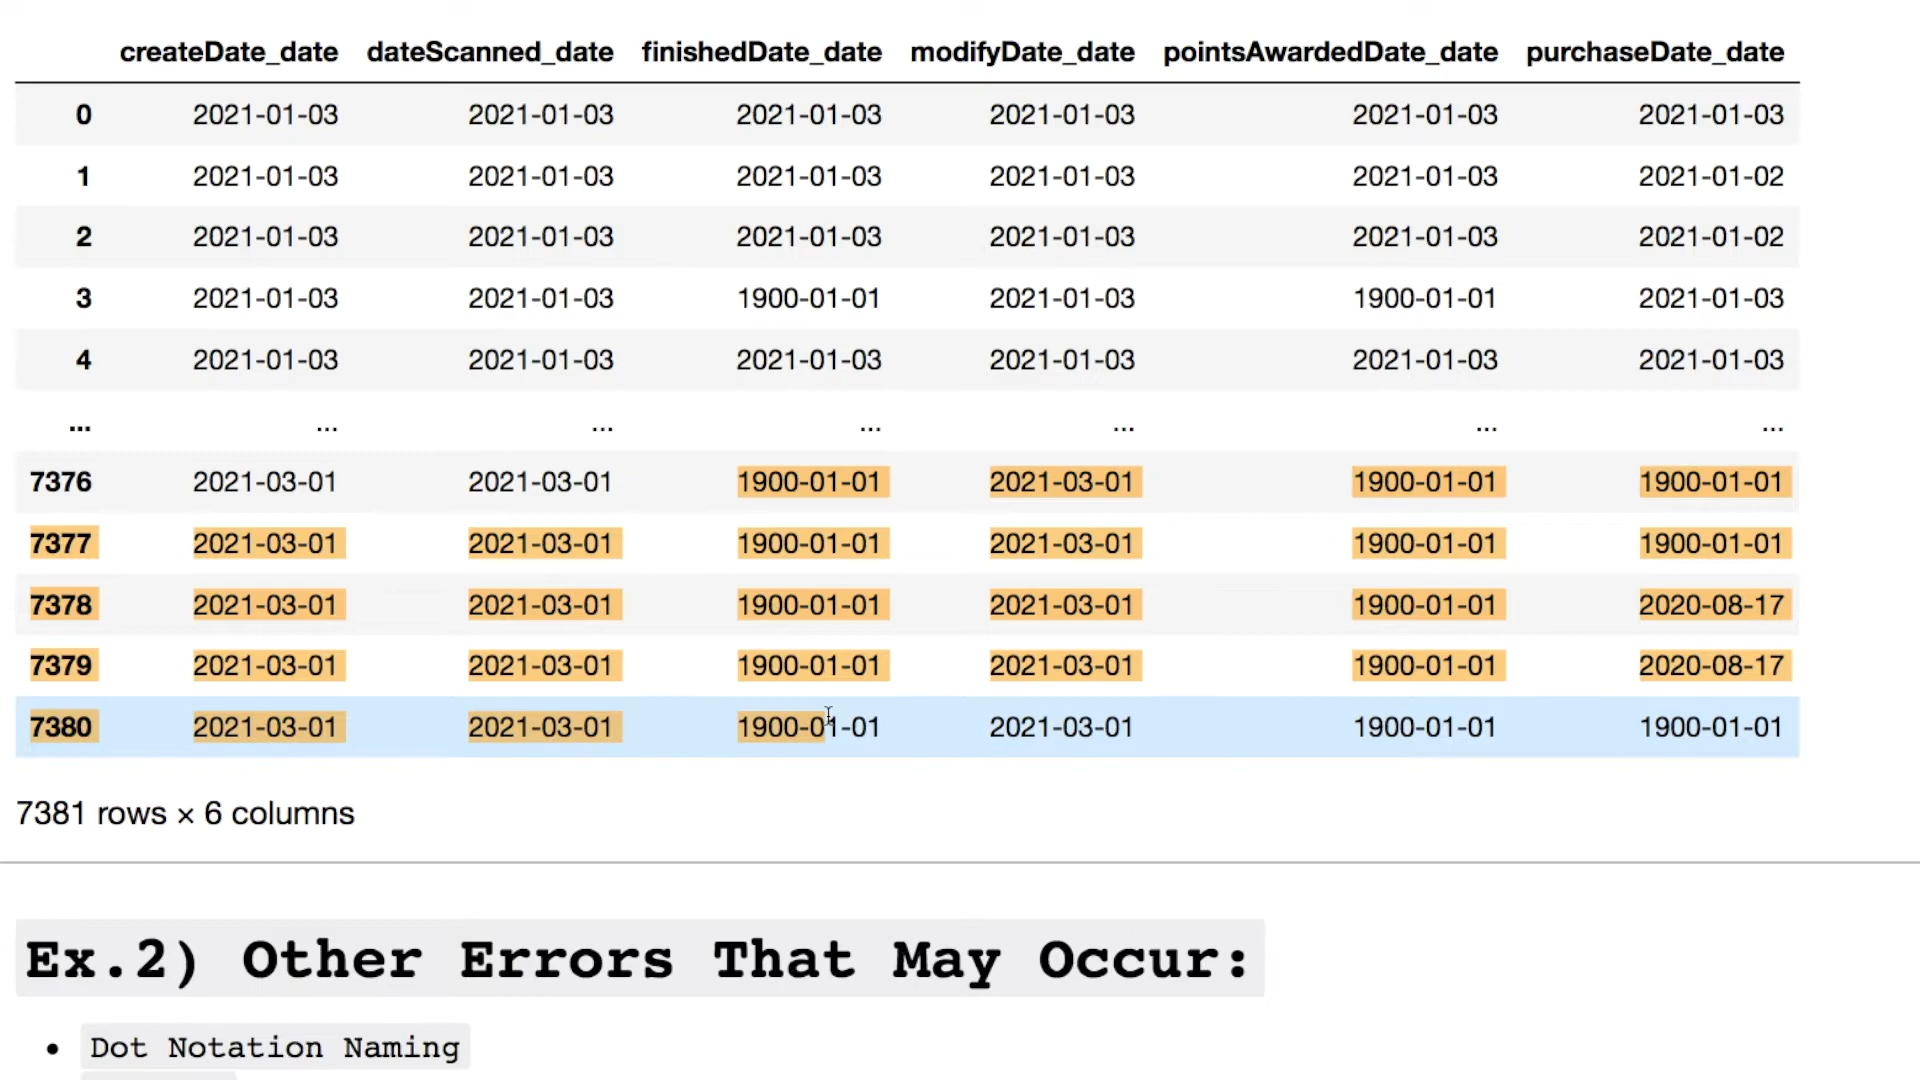 createDate_date dateScanned_date finishedDate_date modifyDate_date pointsAwardedDate_date purchaseDate_date
0 2021-01-03 2021-01-03 2021-01-03 2021-01-03 2021-01-03 2021-01-03
1 2021-01-03 2021-01-03 2021-01-03 2021-01-03 2021-01-03 2021-01-02
2 2021-01-03 2021-01-03 2021-01-03 2021-01-03 2021-01-03 2021-01-02
3 2021-01-03 2021-01-03 1900-01-01 2021-01-03 1900-01-01 2021-01-03
4 2021-01-03 2021-01-03 2021-01-03 2021-01-03 2021-01-03 2021-01-03
... ... ... ... ... ... ...
7376 2021-03-01 2021-03-01 1900-01-01 2021-03-01 1900-01-01 1900-01-01
7377 2021-03-01 2021-03-01 1900-01-01 2021-03-01 1900-01-01 1900-01-01
7378 2021-03-01 2021-03-01 1900-01-01 2021-03-01 1900-01-01 2020-08-17
7379 2021-03-01 2021-03-01 1900-01-01 2021-03-01 1900-01-01 2020-08-17
7380 2021-03-01 2021-03-01 1900-01-01 2021-03-01 1900-01-01 1900-01-01
7381 rows × 6 columns
Ex.2) Other Errors That May Occur:
• Dot Notation Naming